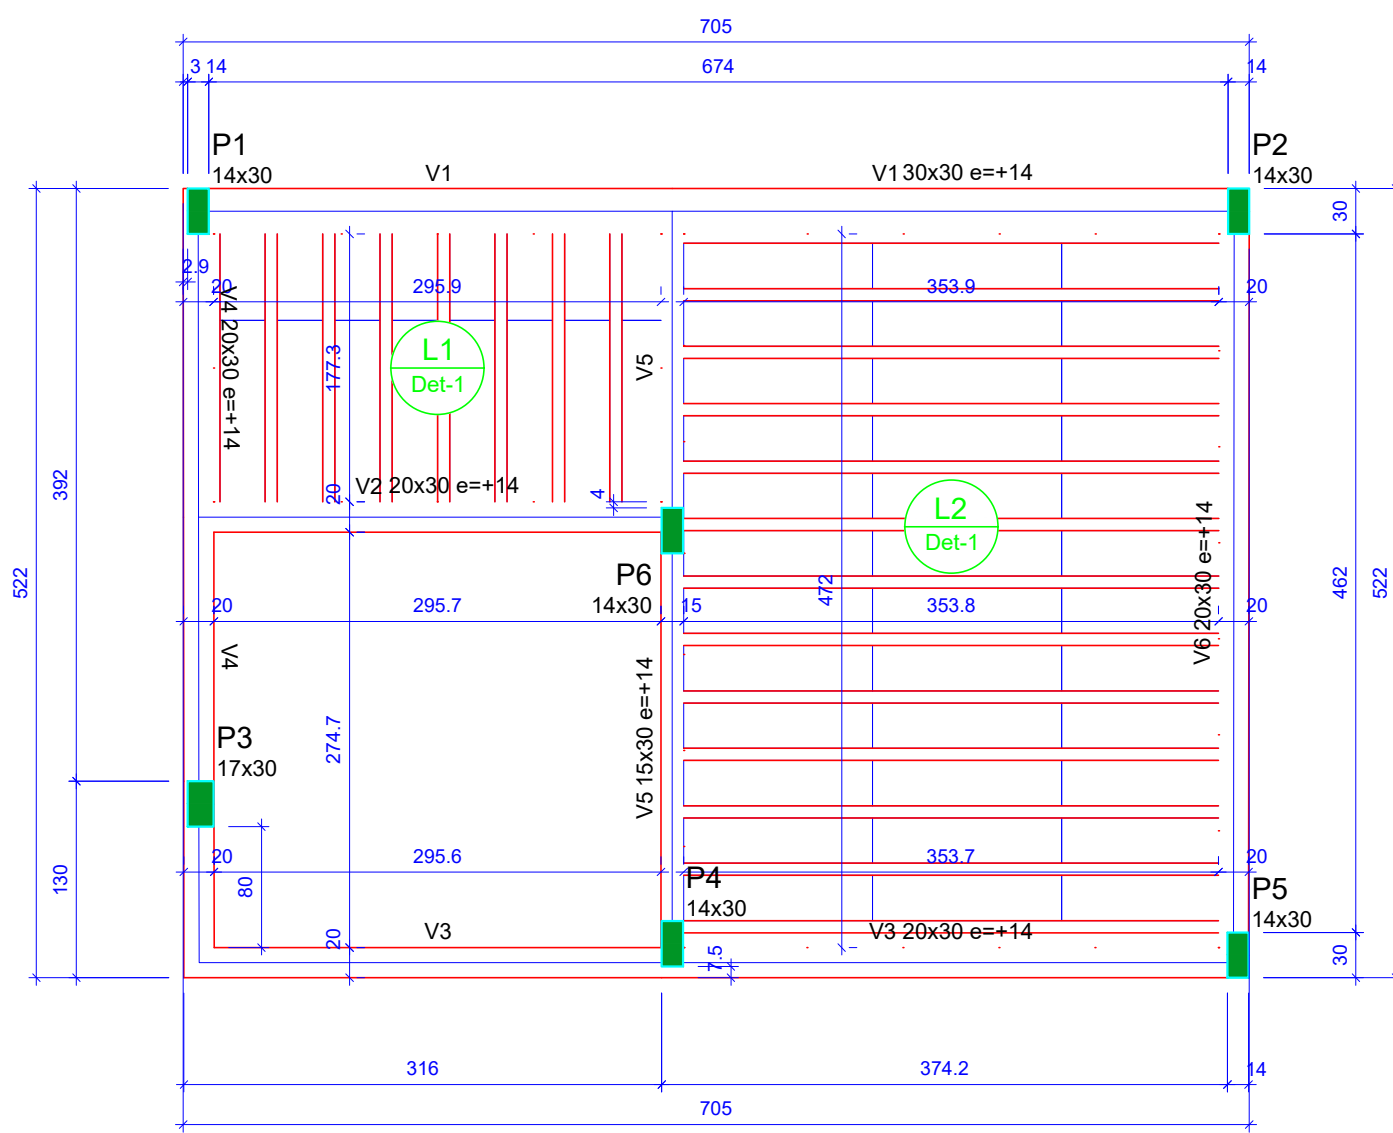 705
3 14
674
14
P1
14x30
V1
V1 30x30 e=+14
P2
14x30
30
2.9
20
295.9
353.9
20
V4 20x30 e=+14
177.3
L1
Det-1
V5
392
V2 20x30 e=+14
20
4
L2
Det-1
V6 20x30 e=+14
522
472
462
522
P6
14x30
20
295.7
15
353.8
20
V4
V5 15x30 e=+14
274.7
P3
17x30
130
20
295.6
353.7
20
80
P4
14x30
P5
14x30
V3
V3 20x30 e=+14
20
7.5
30
316
374.2
14
705